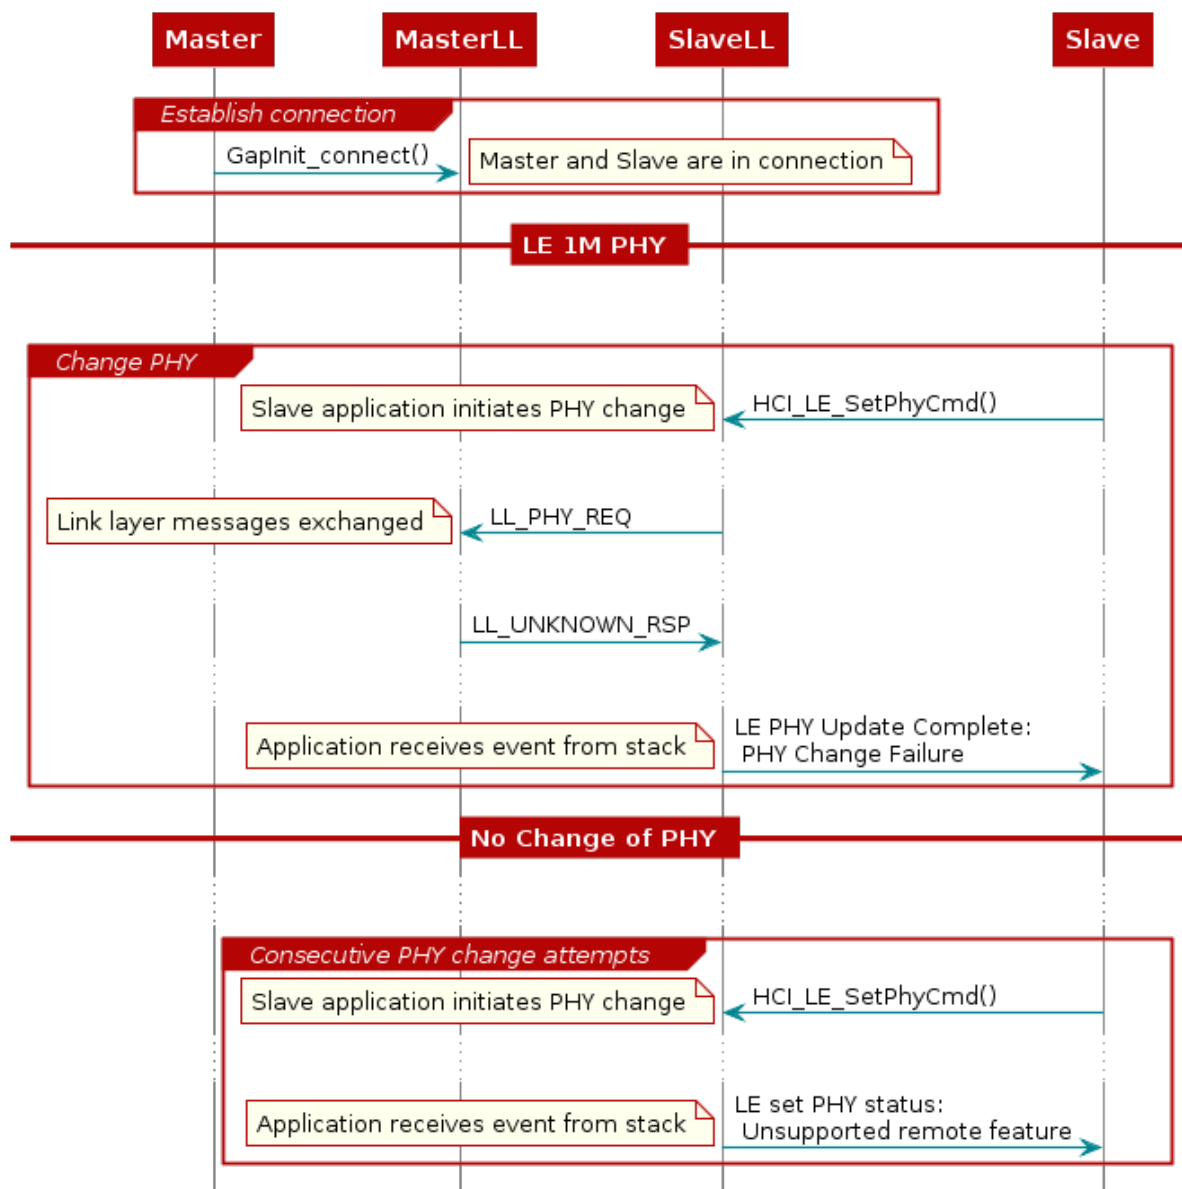 Master MasterLL SlaveLL Slave
Establish connection
GapInit_connect() Master and Slave are in connection
LE 1M PHY
Change PHY
Slave application initiates PHY change HCI_LE_SetPhyCmd()
Link layer messages exchanged LL_PHY_REQ
LL_UNKNOWN_RSP
Application receives event from stack LE PHY Update Complete:
PHY Change Failure
No Change of PHY
Consecutive PHY change attempts
Slave application initiates PHY change HCI_LE_SetPhyCmd()
Application receives event from stack LE set PHY status:
Unsupported remote feature